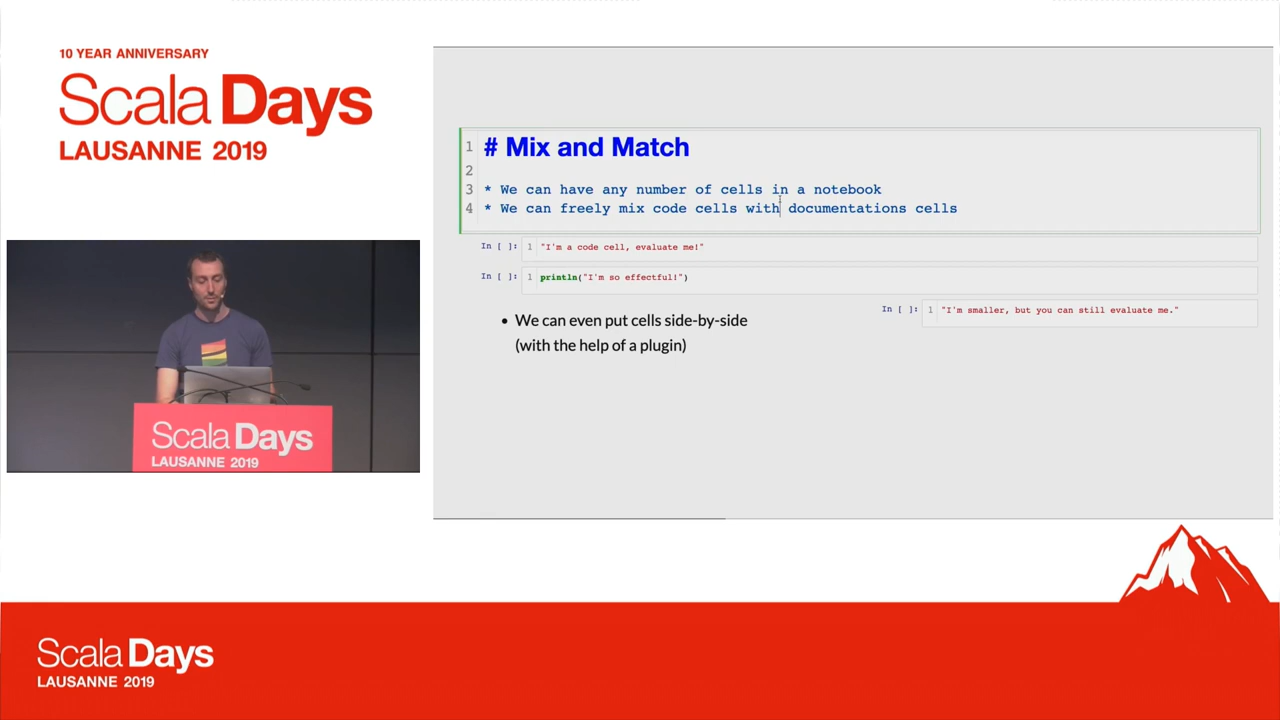 10 YEAR ANNIVERSARY
Scala Days
LAUSANNE 2019
1 # Mix and Match
2
3 * We can have any number of cells in a notebook
4 * We can freely mix code cells with documentations cells
In [ ]: 1 "I'm a code cell, evaluate me!"
In [ ]: 1 println("I'm so effectful!")
• We can even put cells side-by-side
(with the help of a plugin)
In [ ]: 1 "I'm smaller, but you can still evaluate me."
Scala Days
LAUSANNE 2019
Scala Days
LAUSANNE 2019